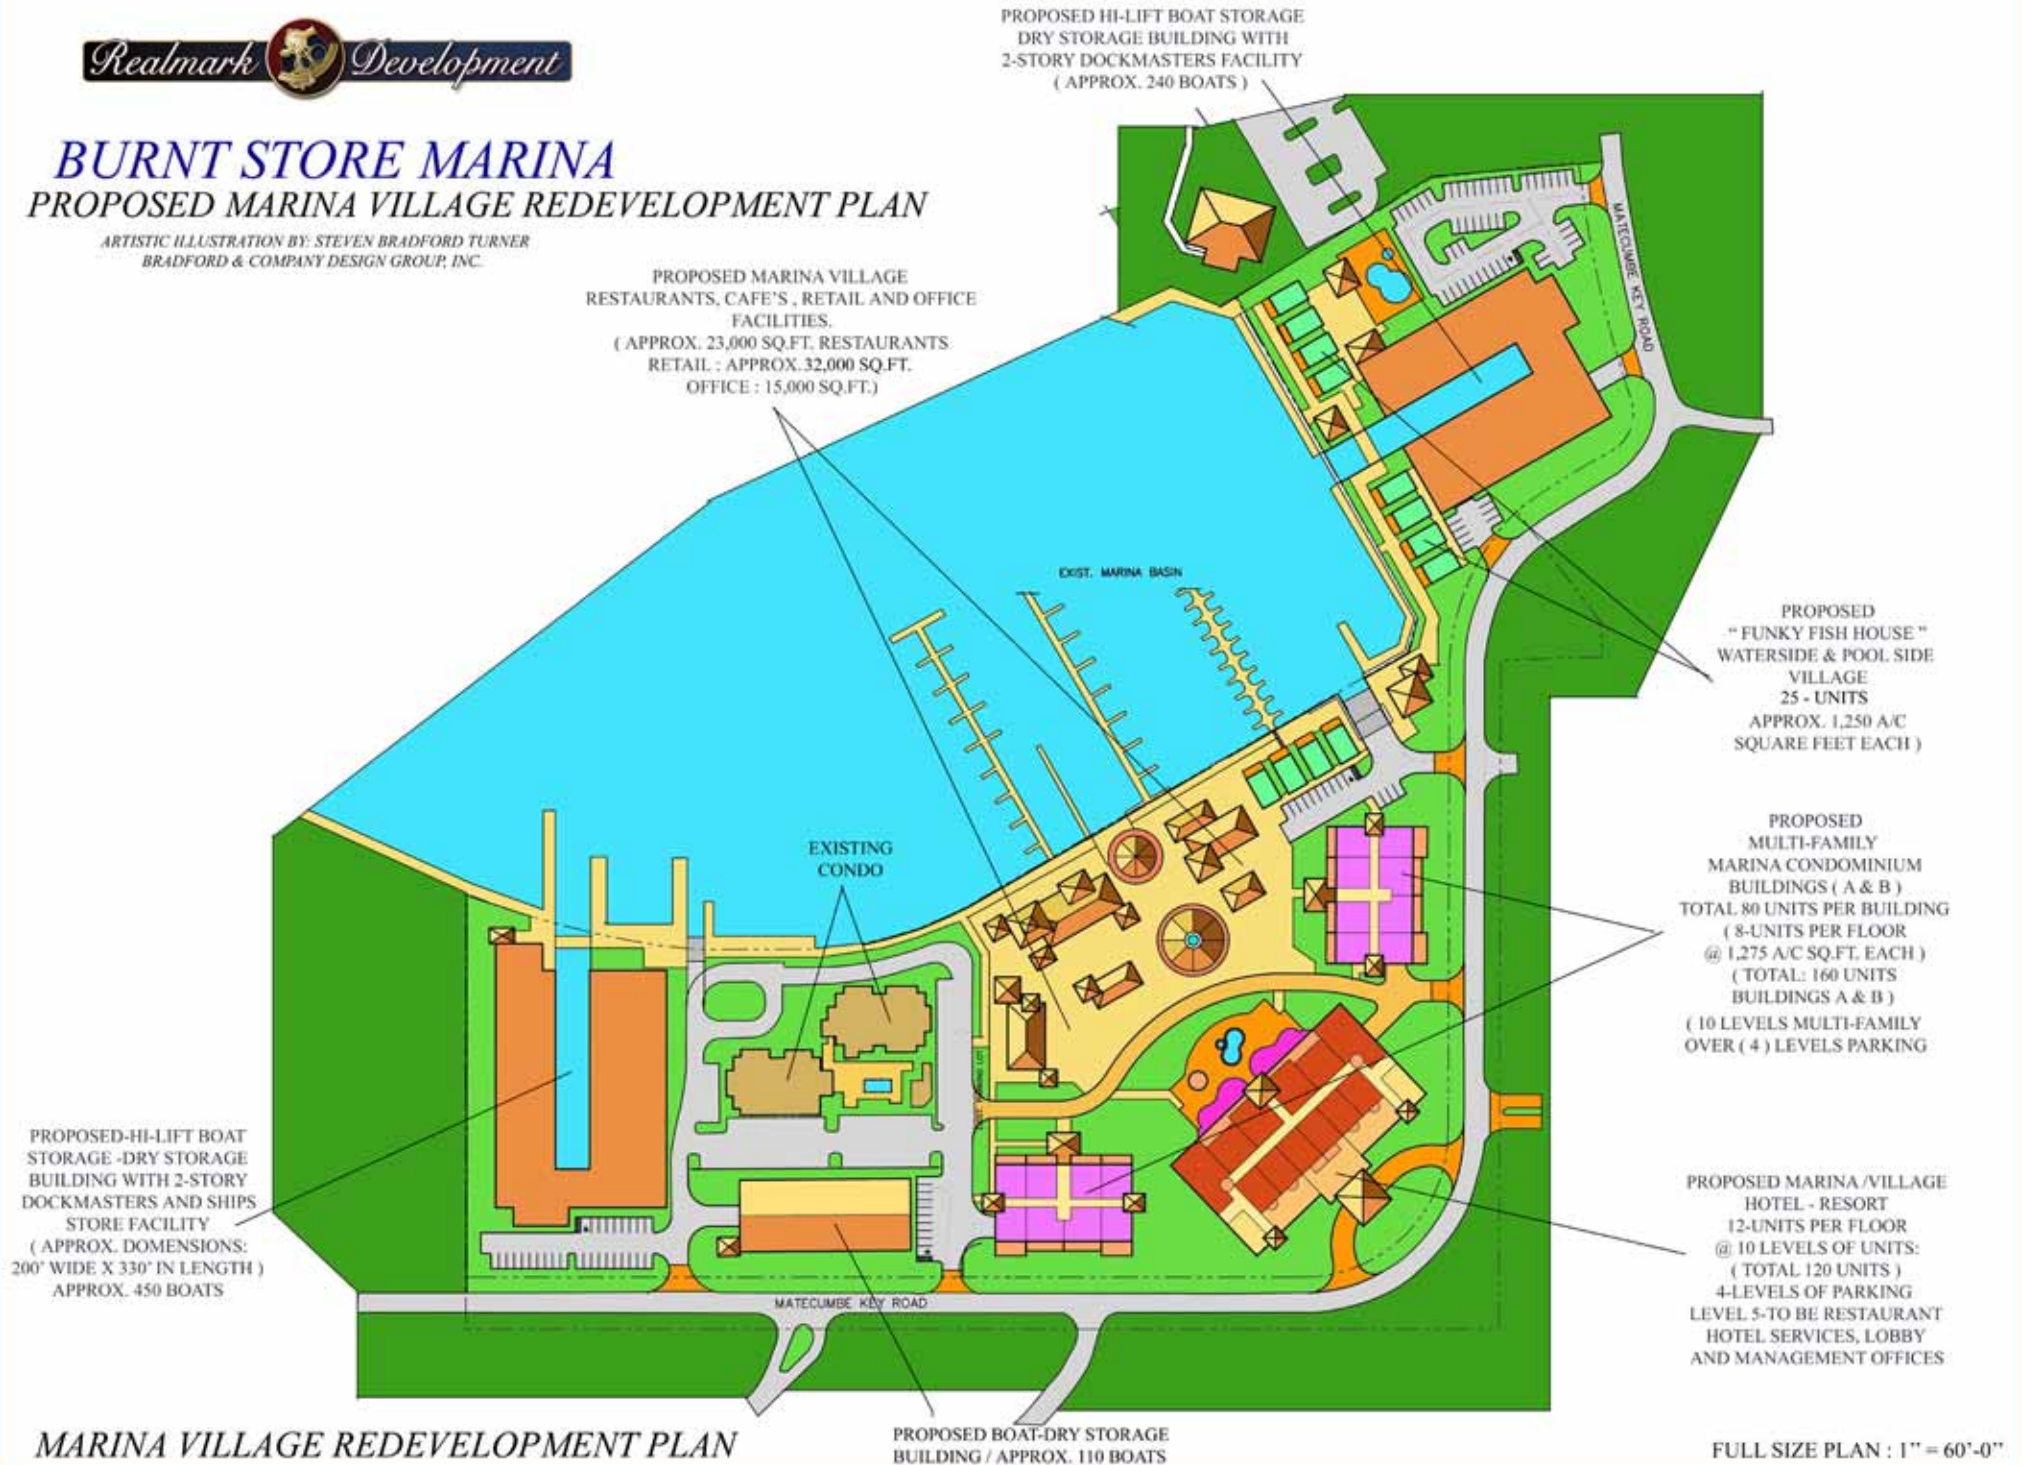 Realmark Development
BURNT STORE MARINA
PROPOSED MARINA VILLAGE REDEVELOPMENT PLAN
ARTISTIC ILLUSTRATION BY: STEVEN BRADFORD TURNER
BRADFORD & COMPANY DESIGN GROUP, INC.
PROPOSED HI-LIFT BOAT STORAGE
DRY STORAGE BUILDING WITH
2-STORY DOCKMASTERS FACILITY
( APPROX. 240 BOATS )
PROPOSED MARINA VILLAGE
RESTAURANTS, CAFE'S , RETAIL AND OFFICE
FACILITIES.
( APPROX. 23,000 SQ.FT. RESTAURANTS
RETAIL : APPROX. 32,000 SQ.FT.
OFFICE : 15,000 SQ.FT.)
MATECUMBE KEY ROAD
EXIST. MARINA BASIN
PROPOSED
" FUNKY FISH HOUSE "
WATERSIDE & POOL SIDE
VILLAGE
25 - UNITS
APPROX. 1,250 A/C
SQUARE FEET EACH )
EXISTING
CONDO
PROPOSED
MULTI-FAMILY
MARINA CONDOMINIUM
BUILDINGS ( A & B )
TOTAL 80 UNITS PER BUILDING
( 8-UNITS PER FLOOR
@ 1,275 A/C SQ.FT. EACH )
( TOTAL: 160 UNITS
BUILDINGS A & B )
( 10 LEVELS MULTI-FAMILY
OVER ( 4 ) LEVELS PARKING
PROPOSED-HI-LIFT BOAT
STORAGE -DRY STORAGE
BUILDING WITH 2-STORY
DOCKMASTERS AND SHIPS
STORE FACILITY
( APPROX. DOMENSIONS:
200' WIDE X 330' IN LENGTH )
APPROX. 450 BOATS
PROPOSED MARINA /VILLAGE
HOTEL - RESORT
12-UNITS PER FLOOR
@ 10 LEVELS OF UNITS:
( TOTAL 120 UNITS )
4-LEVELS OF PARKING
LEVEL 5-TO BE RESTAURANT
HOTEL SERVICES, LOBBY
AND MANAGEMENT OFFICES
MATECUMBE KEY ROAD
PROPOSED BOAT-DRY STORAGE
BUILDING / APPROX. 110 BOATS
MARINA VILLAGE REDEVELOPMENT PLAN
FULL SIZE PLAN : 1'' = 60'-0''